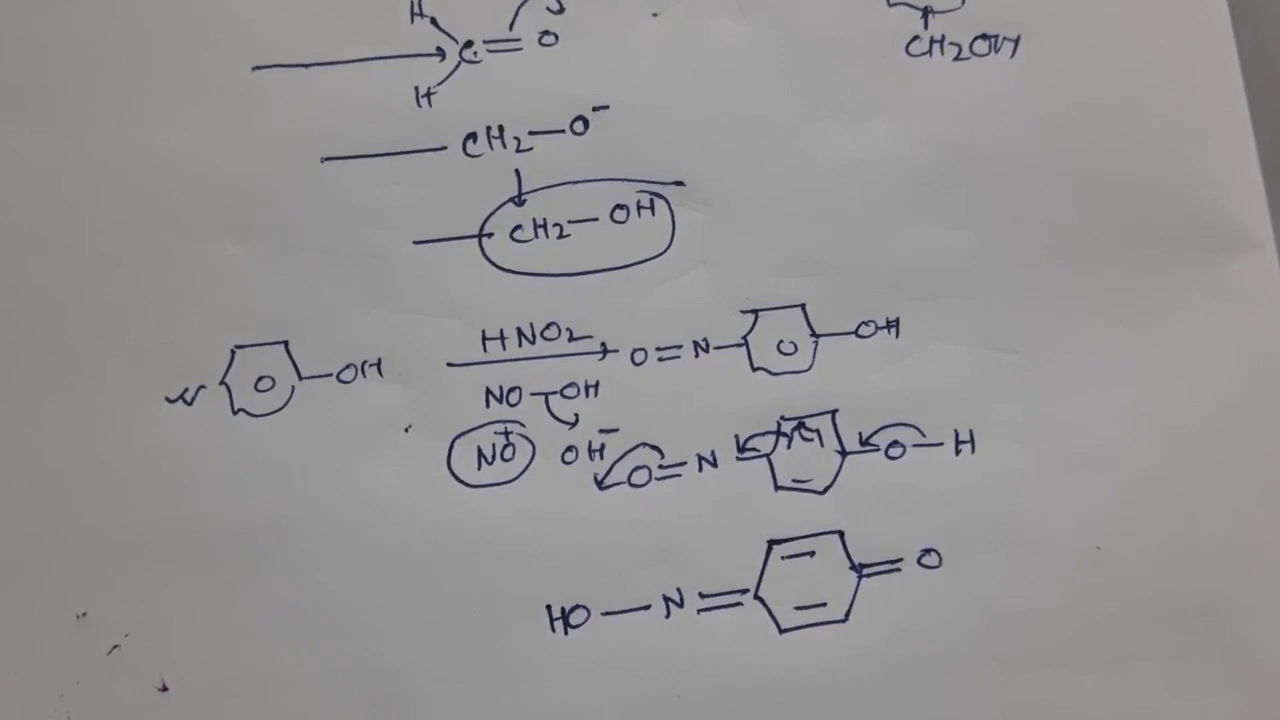 H
C=O
H
CH2OH
CH2—O⁻
CH2—OH
—OH
HNO2
O=N—
—OH
NO—OH
NO⁺ OH⁻
O=N
O—H
HO—N=
=O